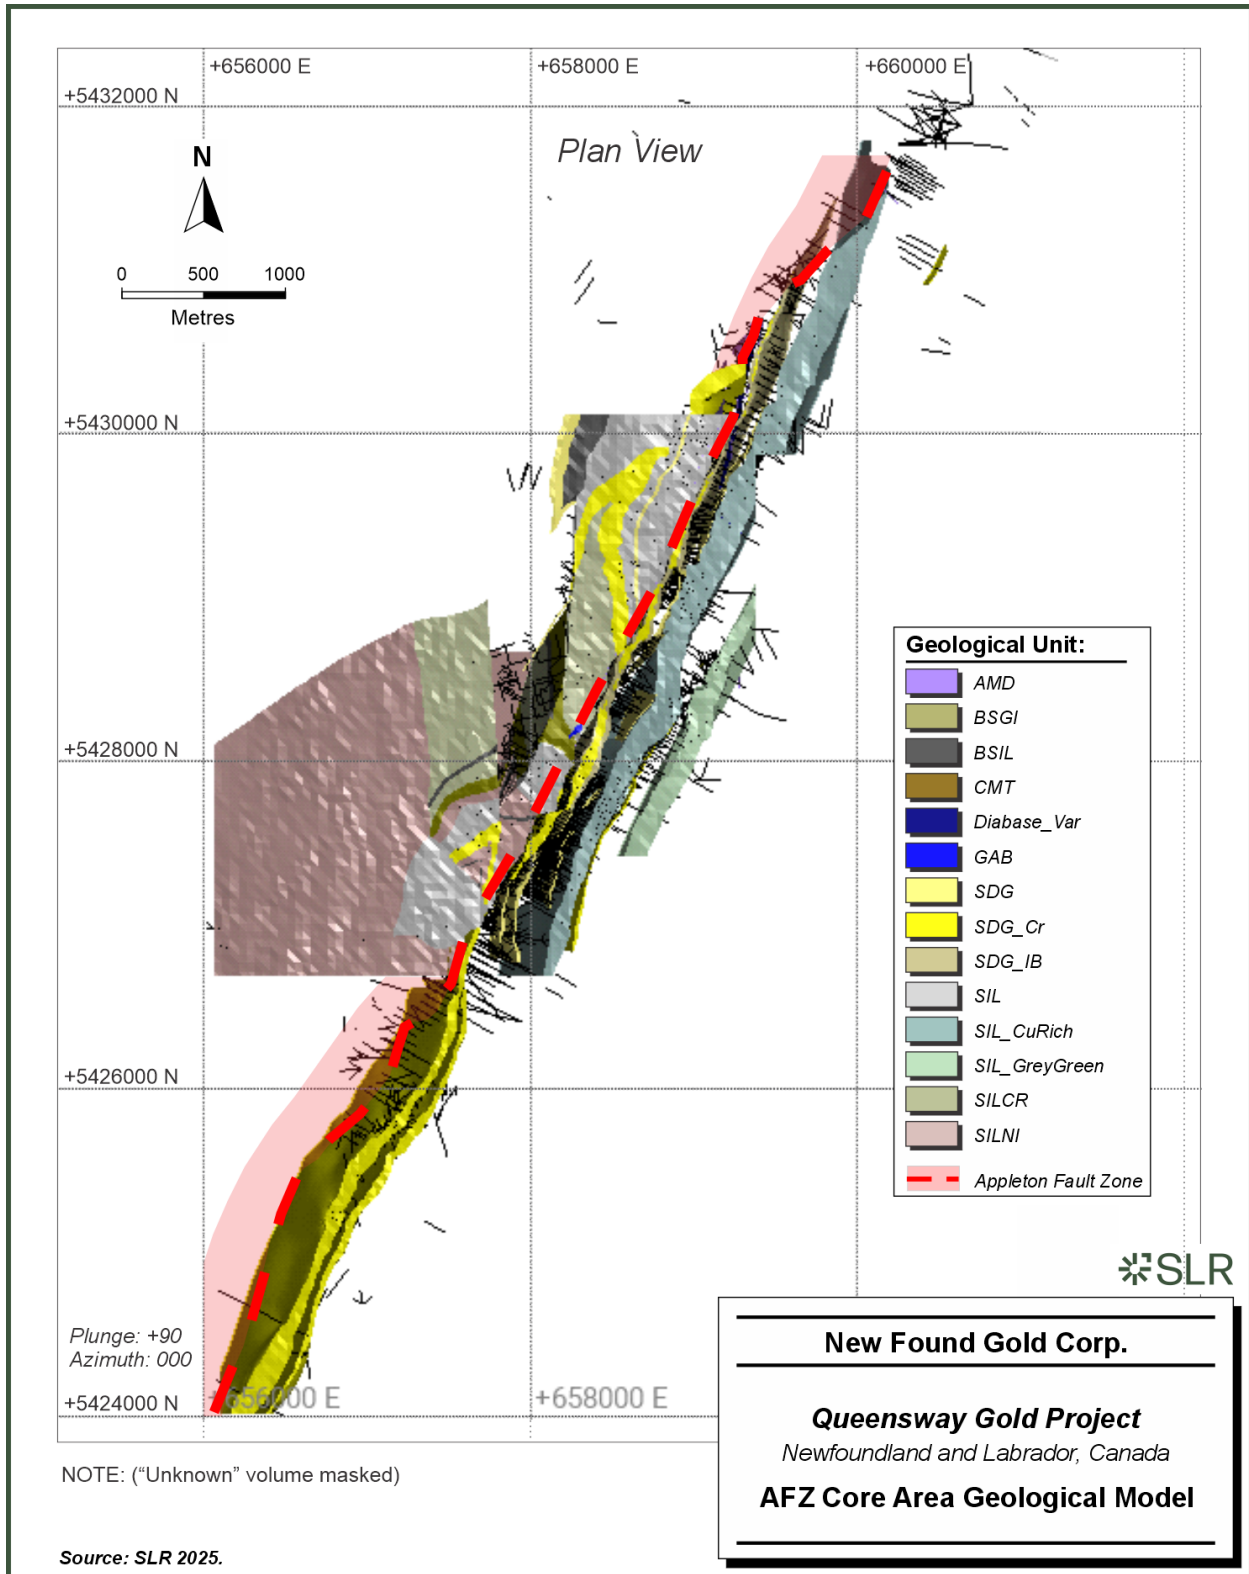 +656000 E
+658000 E
+660000 E
+5432000 N
Plan View
N
0 500 1000
Metres
+5430000 N
+5428000 N
Geological Unit:
AMD
BSGI
BSIL
CMT
Diabase_Var
GAB
SDG
SDG_Cr
SDG_IB
SIL
SIL_CuRich
SIL_GreyGreen
SILCR
SILNI
Appleton Fault Zone
+5426000 N
SLR
Plunge: +90
Azimuth: 000
+5424000 N
+656000 E
+658000 E
New Found Gold Corp.
Queensway Gold Project
Newfoundland and Labrador, Canada
AFZ Core Area Geological Model
NOTE: (“Unknown” volume masked)
Source: SLR 2025.